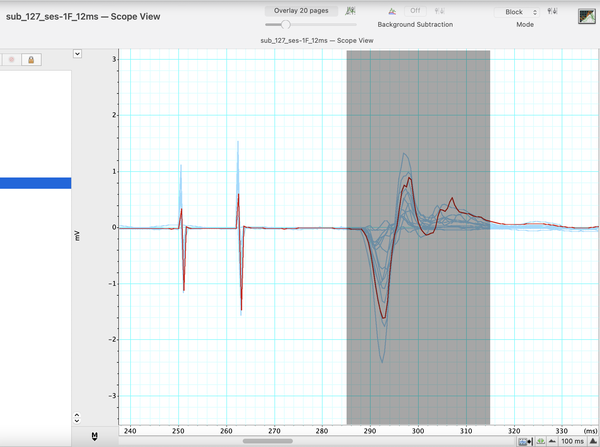 sub_127_ses-1F_12ms — Scope View
Overlay 20 pages
Off
Block
Background Subtraction
Mode
sub_127_ses-1F_12ms — Scope View
3
2
1
0
-1
-2
-3
mV
240 250 260 270 280 290 300 310 320 330 (ms)
100 ms